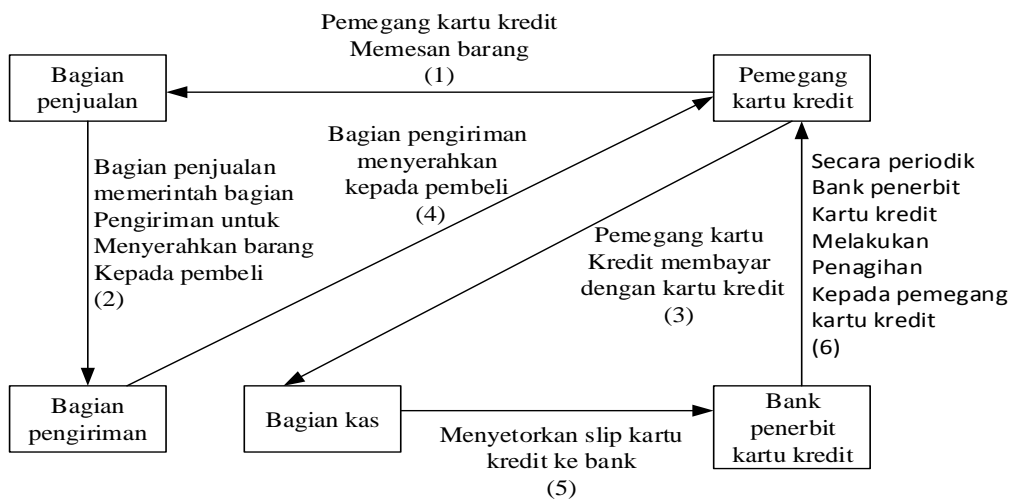 Pemegang kartu kredit
Memesan barang
(1)
Bagian
penjualan
Pemegang
kartu kredit
Bagian penjualan
memerintah bagian
Pengiriman untuk
Menyerahkan barang
Kepada pembeli
(2)
Bagian pengiriman
menyerahkan
kepada pembeli
(4)
Pemegang kartu
Kredit membayar
dengan kartu kredit
(3)
Secara periodik
Bank penerbit
Kartu kredit
Melakukan
Penagihan
Kepada pemegang
kartu kredit
(6)
Bagian
pengiriman
Bagian kas
Menyetorkan slip kartu
kredit ke bank
(5)
Bank
penerbit
kartu kredit